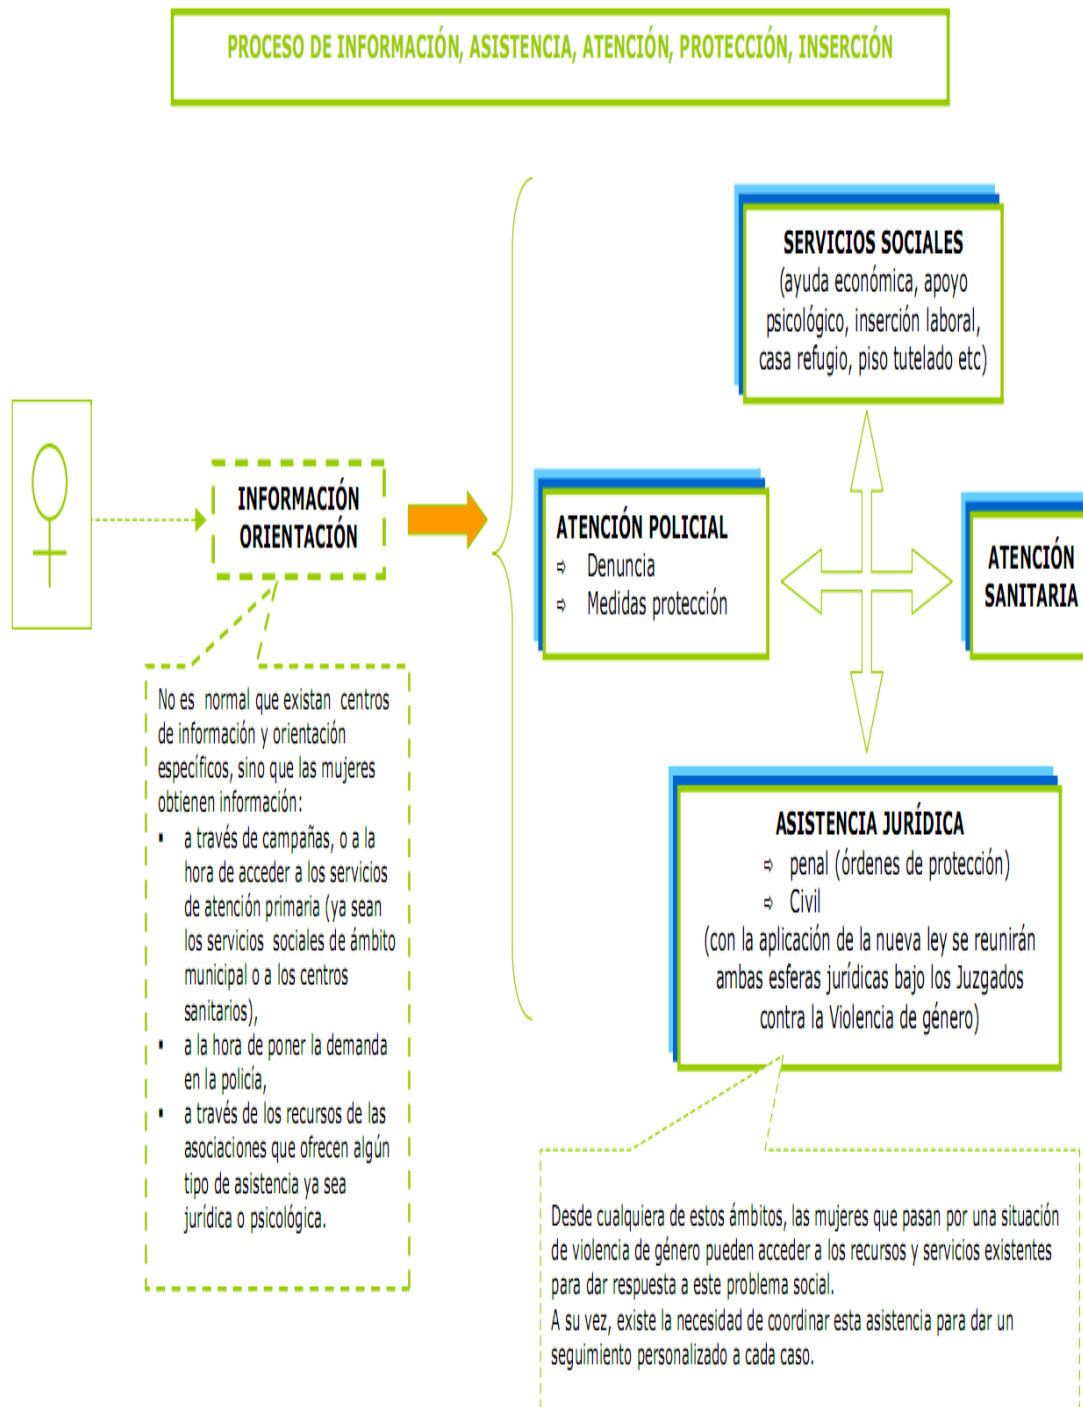 PROCESO DE INFORMACIÓN, ASISTENCIA, ATENCIÓN, PROTECCIÓN, INSERCIÓN
SERVICIOS SOCIALES
(ayuda económica, apoyo
psicológico, inserción laboral,
casa refugio, piso tutelado etc)
INFORMACIÓN
ORIENTACIÓN
ATENCIÓN POLICIAL
⇨ Denuncia
⇨ Medidas protección
ATENCIÓN
SANITARIA
No es normal que existan centros
de información y orientación
específicos, sino que las mujeres
obtienen información:
▪ a través de campañas, o a la
hora de acceder a los servicios
de atención primaria (ya sean
los servicios sociales de ámbito
municipal o a los centros
sanitarios),
▪ a la hora de poner la demanda
en la policía,
▪ a través de los recursos de las
asociaciones que ofrecen algún
tipo de asistencia ya sea
jurídica o psicológica.
ASISTENCIA JURÍDICA
⇨ penal (órdenes de protección)
⇨ Civil
(con la aplicación de la nueva ley se reunirán
ambas esferas jurídicas bajo los Juzgados
contra la Violencia de género)
Desde cualquiera de estos ámbitos, las mujeres que pasan por una situación
de violencia de género pueden acceder a los recursos y servicios existentes
para dar respuesta a este problema social.
A su vez, existe la necesidad de coordinar esta asistencia para dar un
seguimiento personalizado a cada caso.